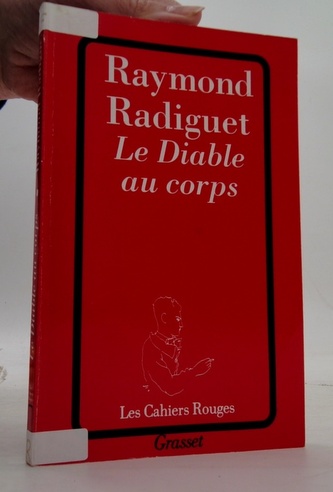 Raymond
Radiguet
Le Diable
au corps
Les Cahiers Rouges
Grasset